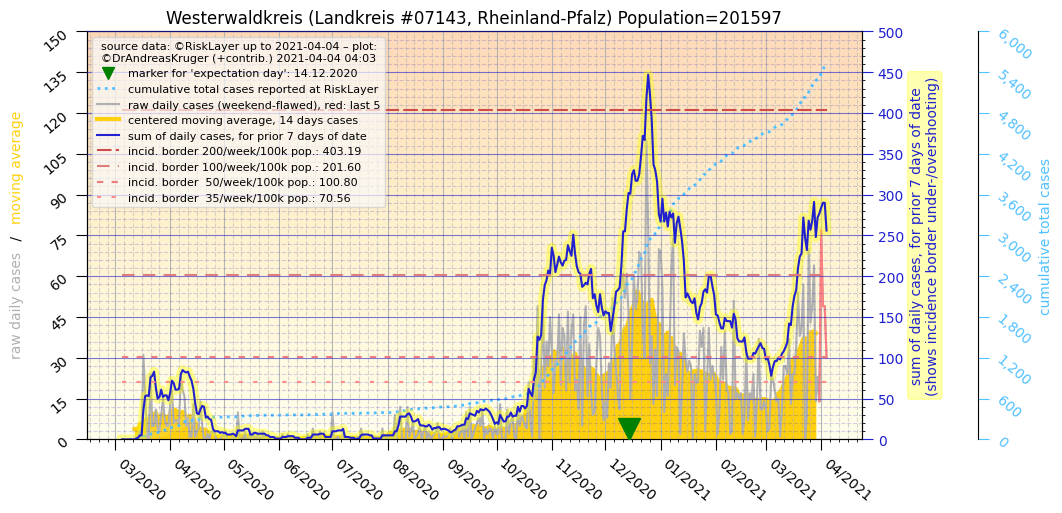 Westerwaldkreis (Landkreis #07143, Rheinland-Pfalz) Population=201597
source data: ©RiskLayer up to 2021-04-04 – plot:
©DrAndreasKruger (+contrib.) 2021-04-04 04:03
marker for 'expectation day': 14.12.2020
cumulative total cases reported at RiskLayer
raw daily cases (weekend-flawed), red: last 5
centered moving average, 14 days cases
sum of daily cases, for prior 7 days of date
incid. border 200/week/100k pop.: 403.19
incid. border 100/week/100k pop.: 201.60
incid. border  50/week/100k pop.: 100.80
incid. border  35/week/100k pop.: 70.56
raw daily cases / moving average
150
135
120
105
90
75
60
45
30
15
0
03/2020
04/2020
05/2020
06/2020
07/2020
08/2020
09/2020
10/2020
11/2020
12/2020
01/2021
02/2021
03/2021
04/2021
500
450
400
350
300
250
200
150
100
50
0
sum of daily cases, for prior 7 days of date
(shows incidence border under-/overshooting)
6,000
5,400
4,800
4,200
3,600
3,000
2,400
1,800
1,200
600
0
cumulative total cases